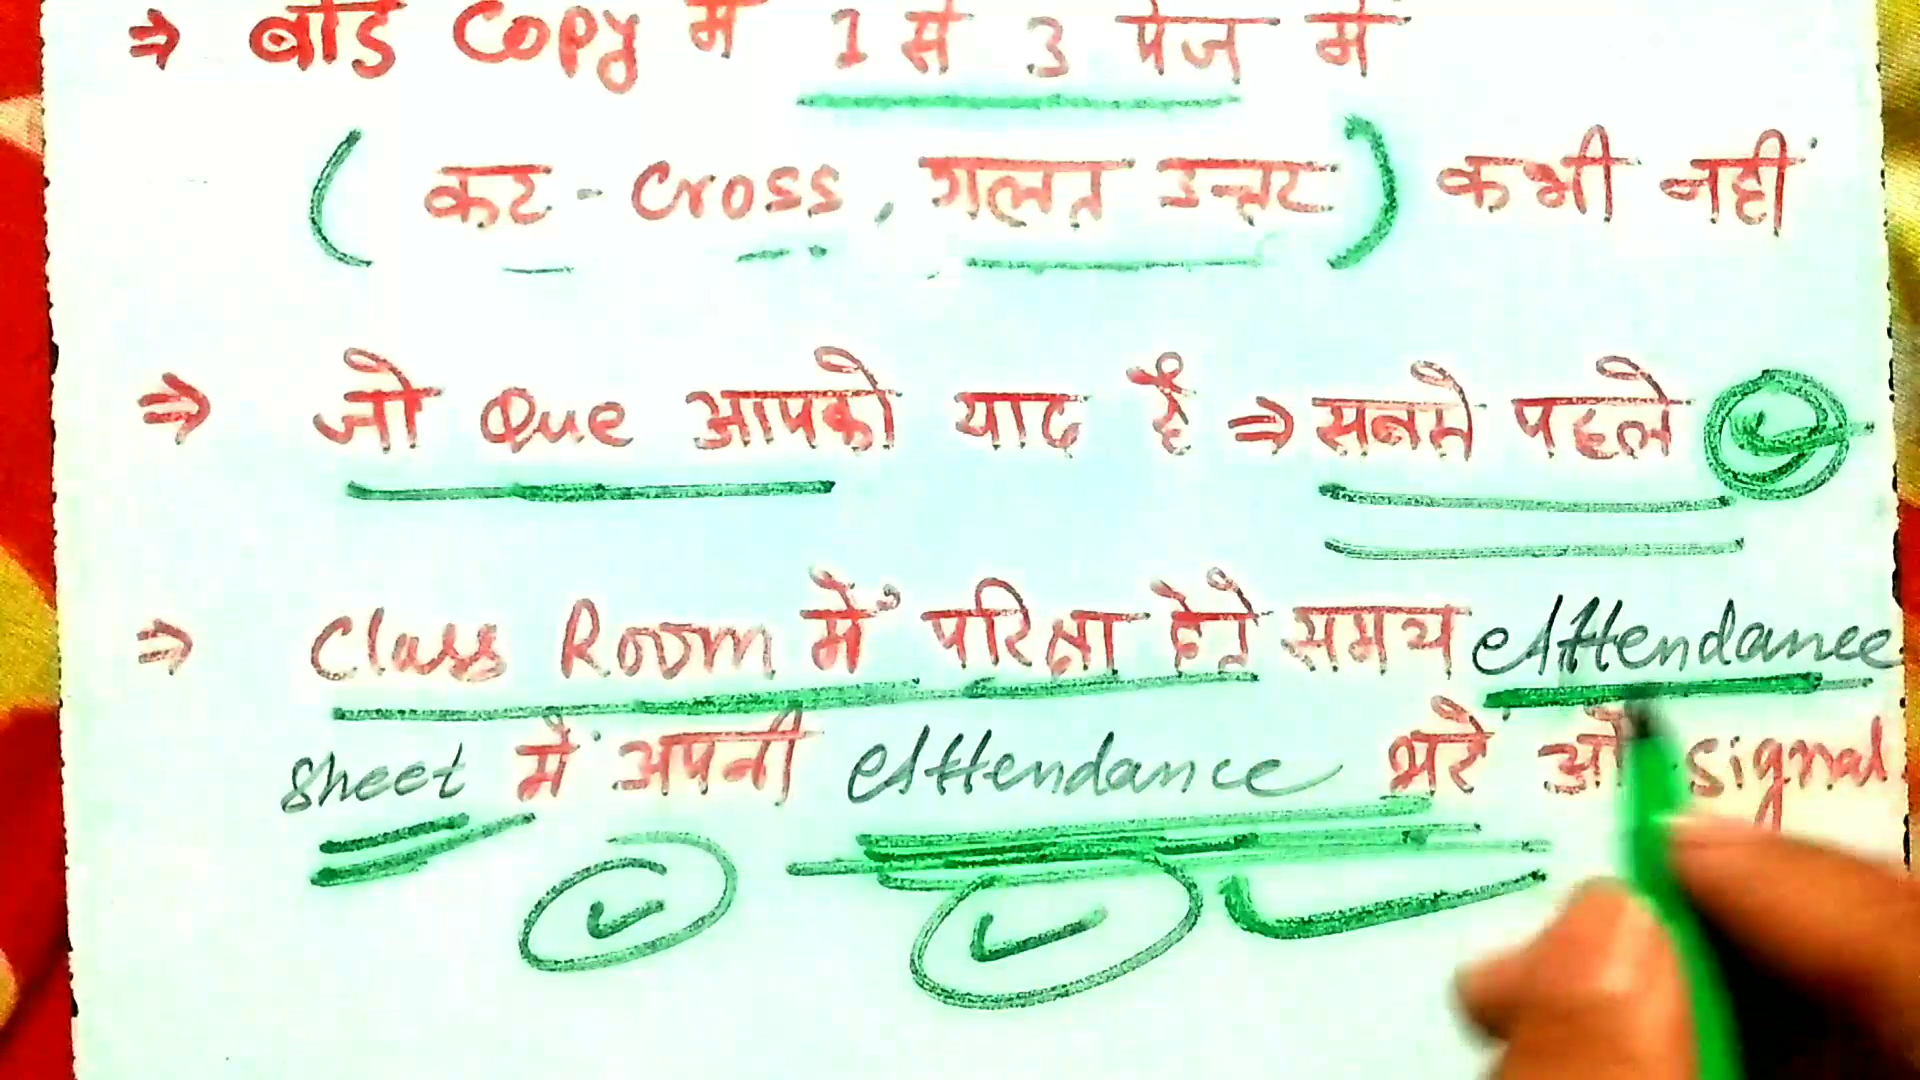 ⇒ बोर्ड Copy में 1 से 3 पेज में
( कट - Cross, गलत उत्तर ) कभी नहीं
⇒ जो Que आपको याद है ⇒ सबसे पहले
⇒ Class Room में परिक्षा देते समय Attendance
Sheet में अपनी Attendance भरें signal